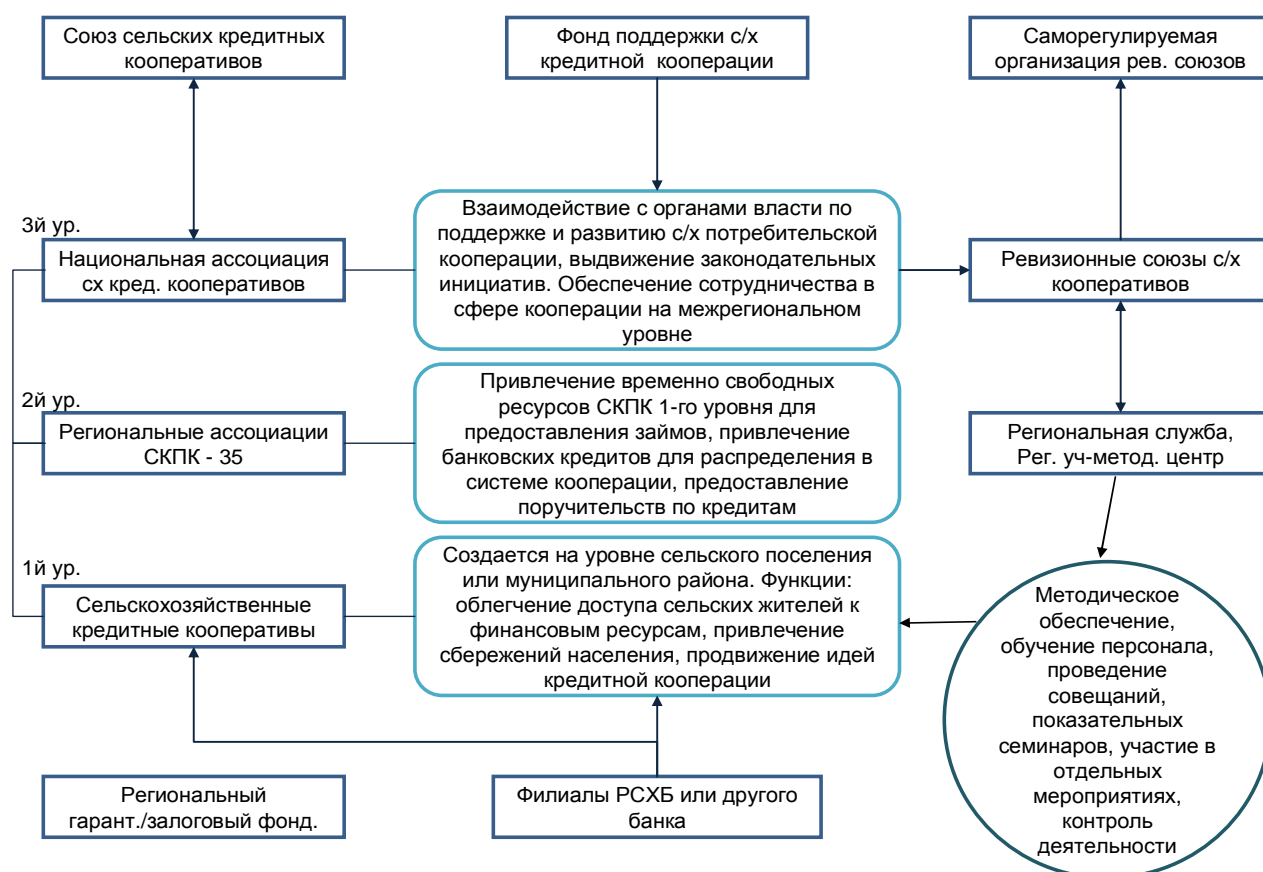 Союз сельских кредитных
кооперативов
Фонд поддержки с/х
кредитной кооперации
Саморегулируемая
организация рев. союзов
3й ур.
Национальная ассоциация
сх кред. кооперативов
Взаимодействие с органами власти по
поддержке и развитию с/х потребительской
кооперации, выдвижение законодательных
инициатив. Обеспечение сотрудничества в
сфере кооперации на межрегиональном
уровне
Ревизионные союзы с/х
кооперативов
2й ур.
Региональные ассоциации
СКПК - 35
Привлечение временно свободных
ресурсов СКПК 1-го уровня для
предоставления займов, привлечение
банковских кредитов для распределения в
системе кооперации, предоставление
поручительств по кредитам
Региональная служба,
Рег. уч-метод. центр
1й ур.
Сельскохозяйственные
кредитные кооперативы
Создается на уровне сельского поселения
или муниципального района. Функции:
облегчение доступа сельских жителей к
финансовым ресурсам, привлечение
сбережений населения, продвижение идей
кредитной кооперации
Методическое
обеспечение,
обучение персонала,
проведение
совещаний,
показательных
семинаров, участие в
отдельных
мероприятиях,
контроль
деятельности
Региональный
гарант./залоговый фонд.
Филиалы РСХБ или другого
банка